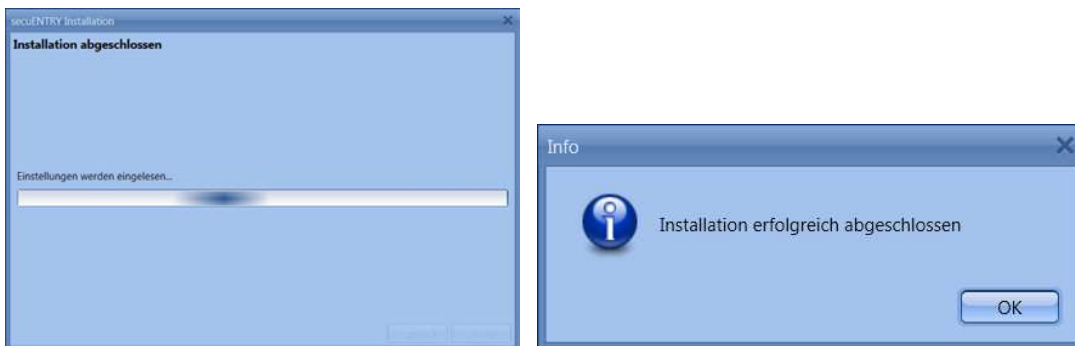 secuENTRY Installation
Installation abgeschlossen
Einstellungen werden eingelesen...
Info
Installation erfolgreich abgeschlossen
OK